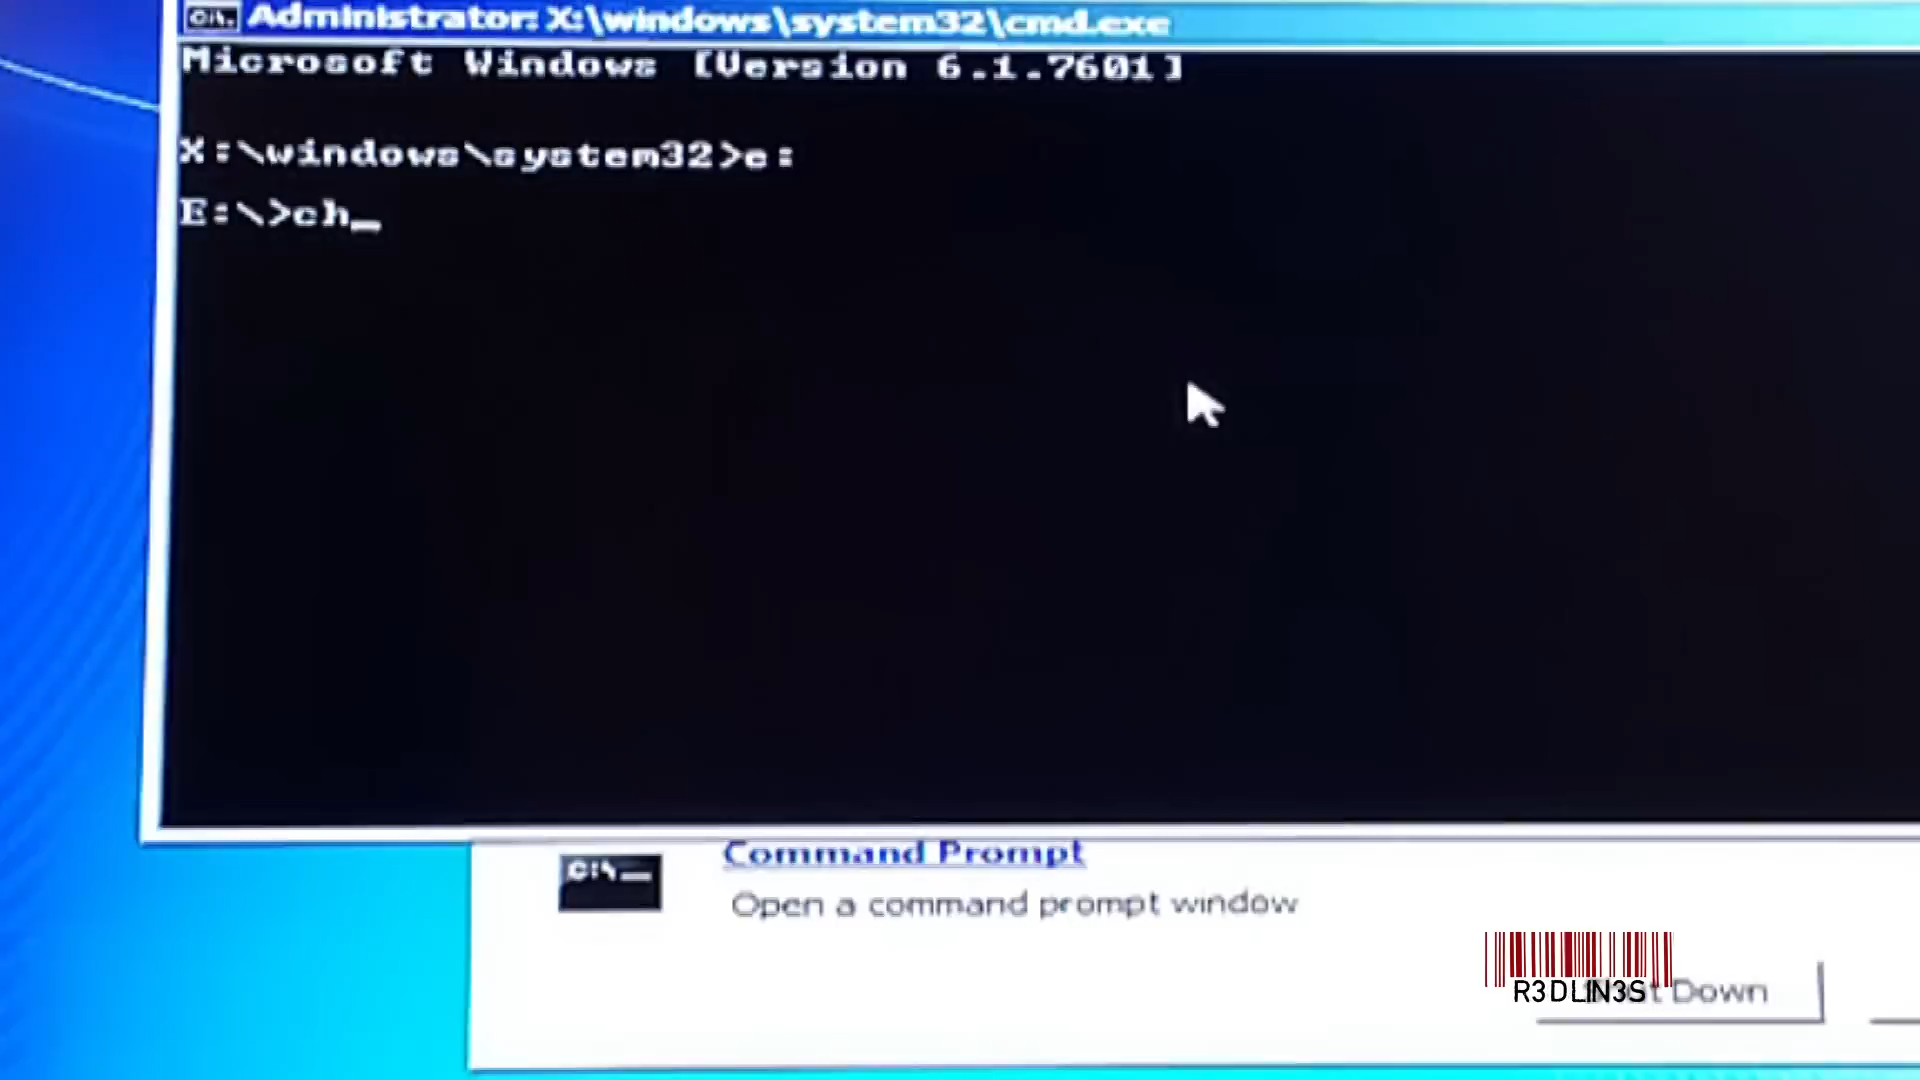 Administrator: X:\windows\system32\cmd.exe
Microsoft Windows [Version 6.1.7601]
X:\windows\system32>e:
E:\>ch_
C:\_
Command Prompt
Open a command prompt window
R3DLIN3S
Down